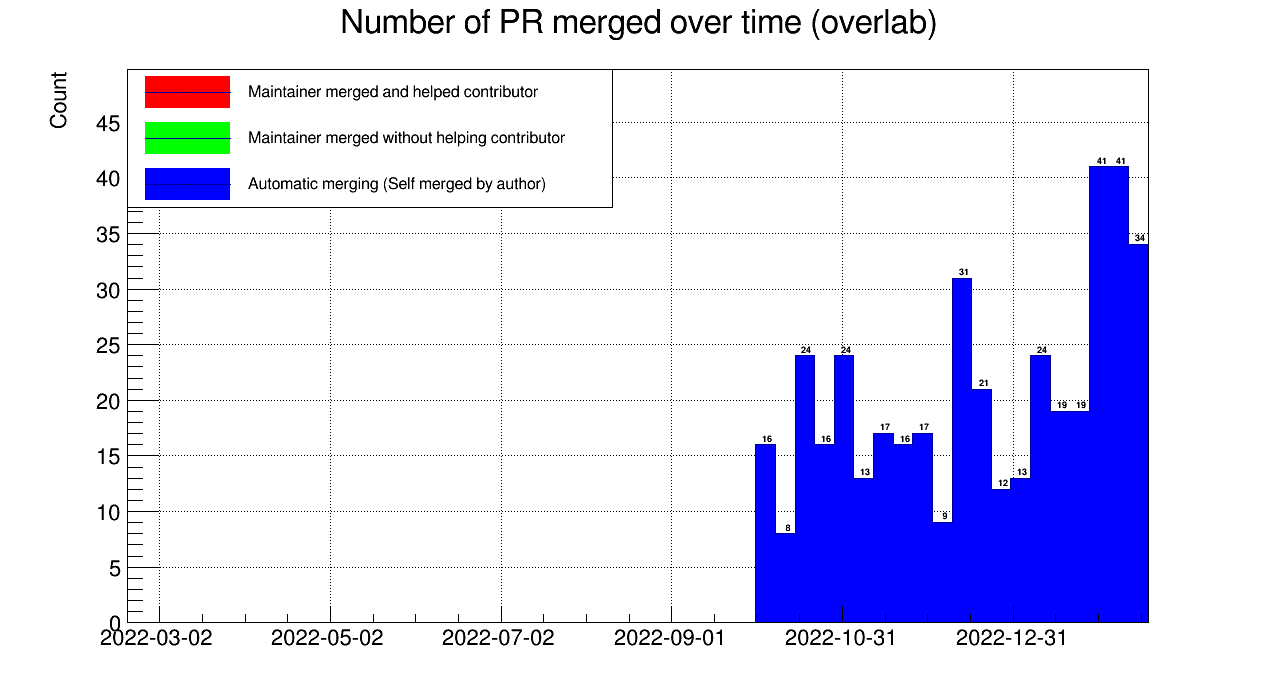 Number of PR merged over time (overlab)
Count
Maintainer merged and helped contributor
Maintainer merged without helping contributor
Automatic merging (Self merged by author)
45
40
35
30
25
20
15
10
5
0
16 8 24 16 24 13 17 16 17 9 31 21 12 13 24 19 19 41 41 34
2022-03-02 2022-05-02 2022-07-02 2022-09-01 2022-10-31 2022-12-31